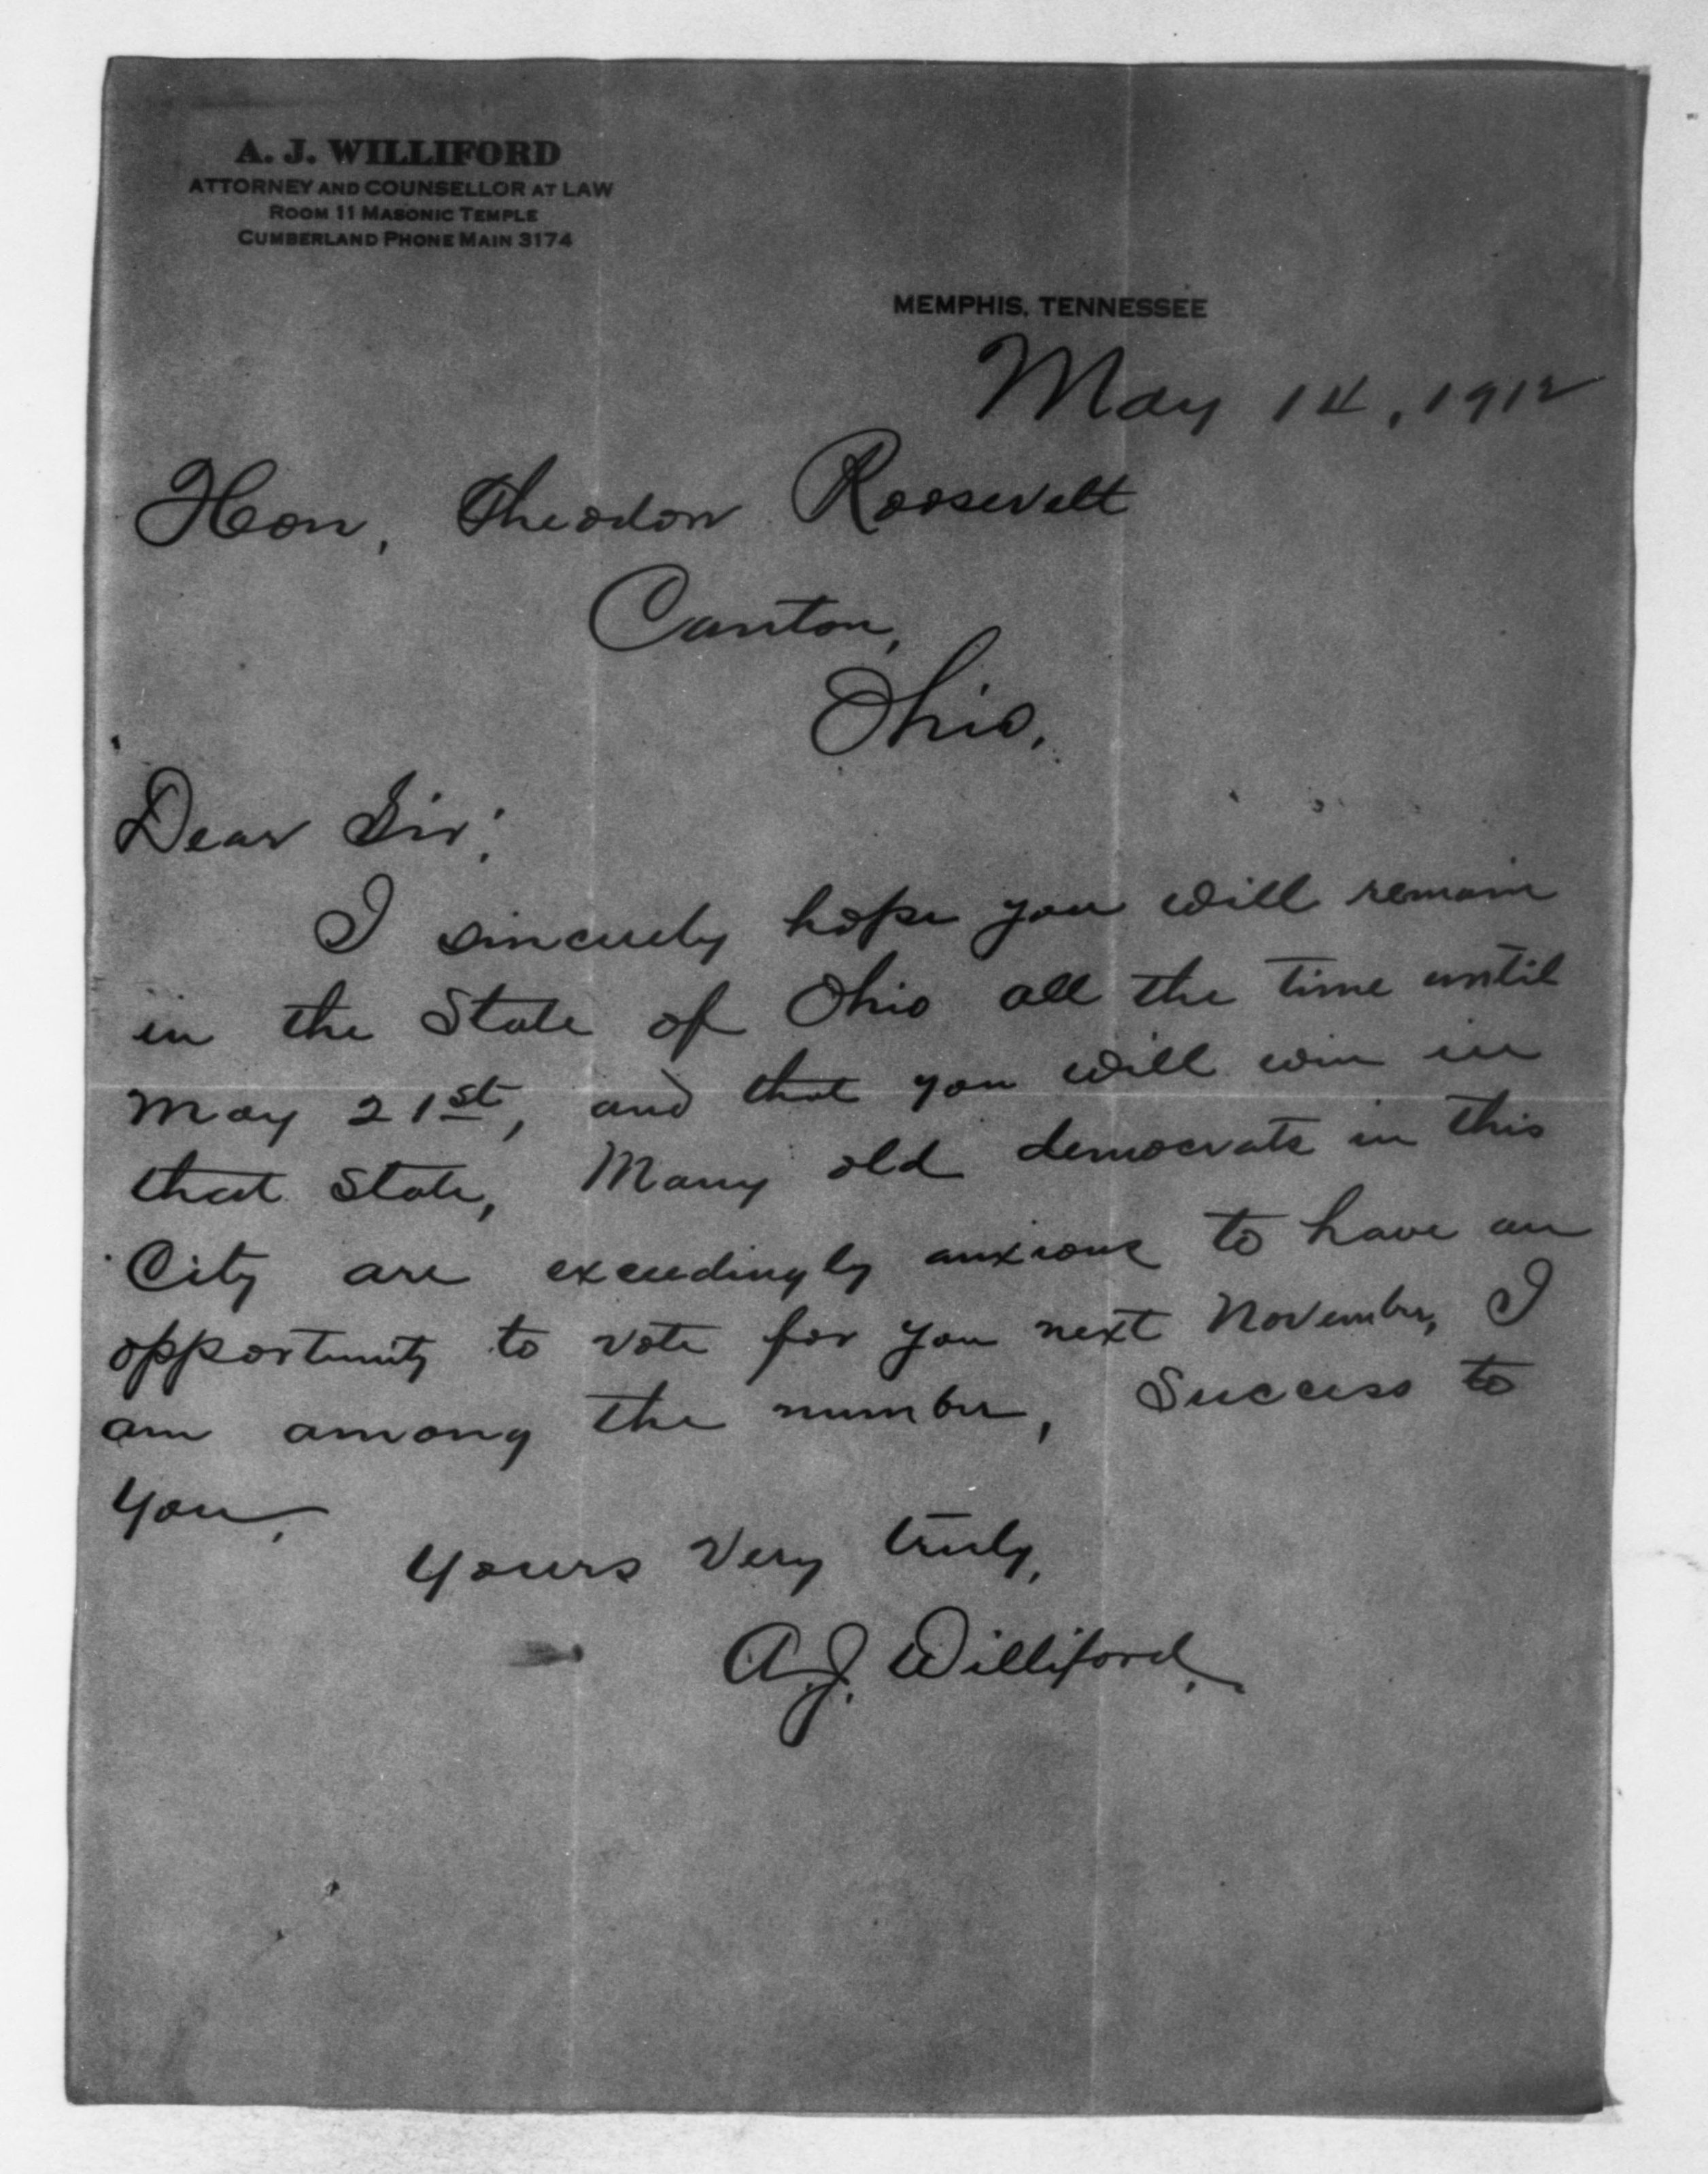 A. J. WILLIFORD
ATTORNEY AND COUNSELLOR AT LAW
ROOM 11 MASONIC TEMPLE
CUMBERLAND PHONE MAIN 3174
MEMPHIS, TENNESSEE
May 14, 1912
Hon. Theodore Roosevelt
Canton,
Ohio.
Dear Sir:
I sincerely hope you will remain
in the State of Ohio all the time until
May 21st, and that you will win in
that State, Many old democrats in this
City are exceedingly anxious to have an
opportunity to vote for you next November, I
am among the number, Success to
you.
Yours Very truly,
A.J. Williford.